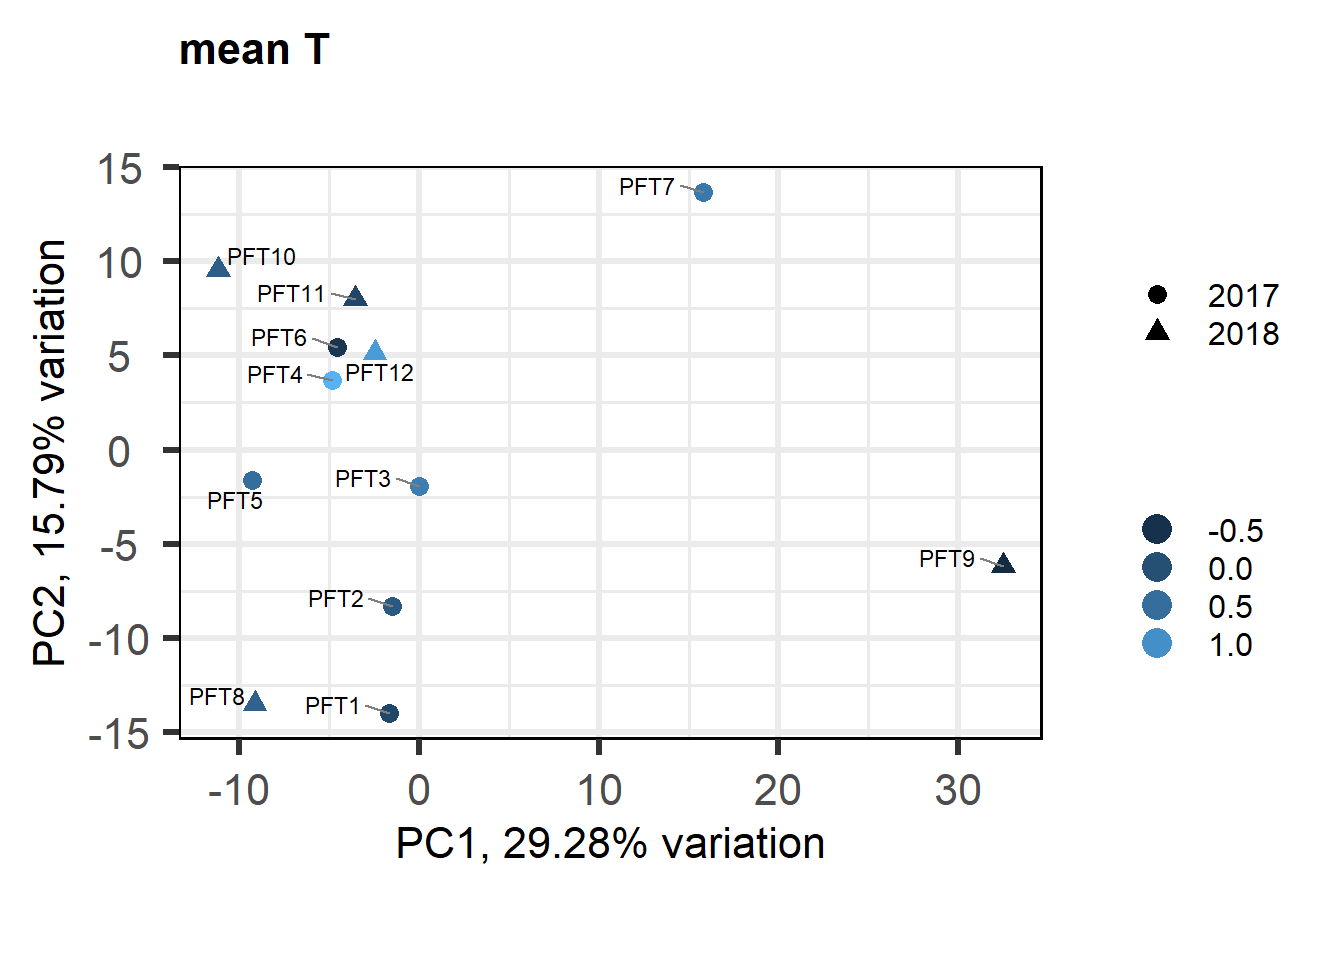 mean T
15
10
5
0
-5
-10
-15
PC2, 15.79% variation
PFT7
PFT10
PFT11
PFT6
PFT12
PFT4
PFT3
PFT5
PFT9
PFT2
PFT8
PFT1
-10 0 10 20 30
PC1, 29.28% variation
2017
2018
-0.5
0.0
0.5
1.0